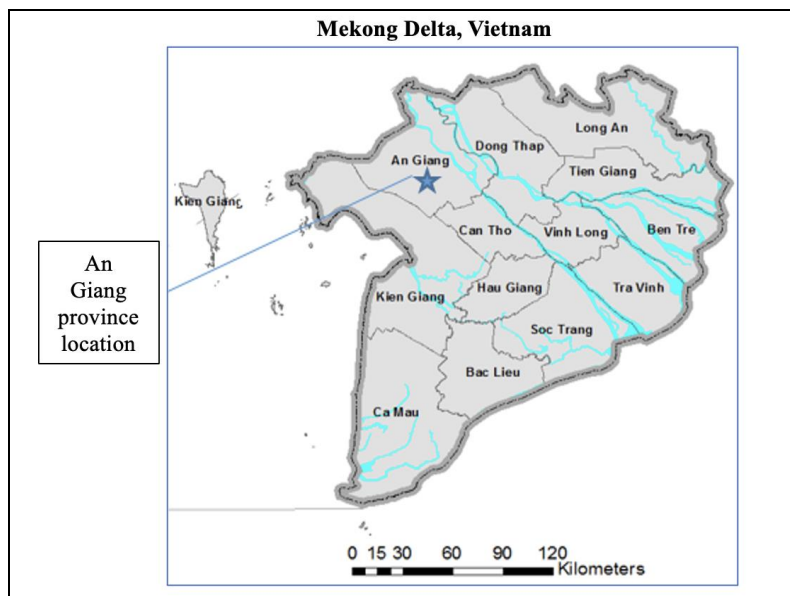 Mekong Delta, Vietnam
Long An
Dong Thap
An Giang
Tien Giang
Kien Giang
Can Tho
Vinh Long
Ben Tre
An
Giang
province
location
Kien Giang
Hau Giang
Tra Vinh
Soc Trang
Bac Lieu
Ca Mau
0 15 30 60 90 120
Kilometers